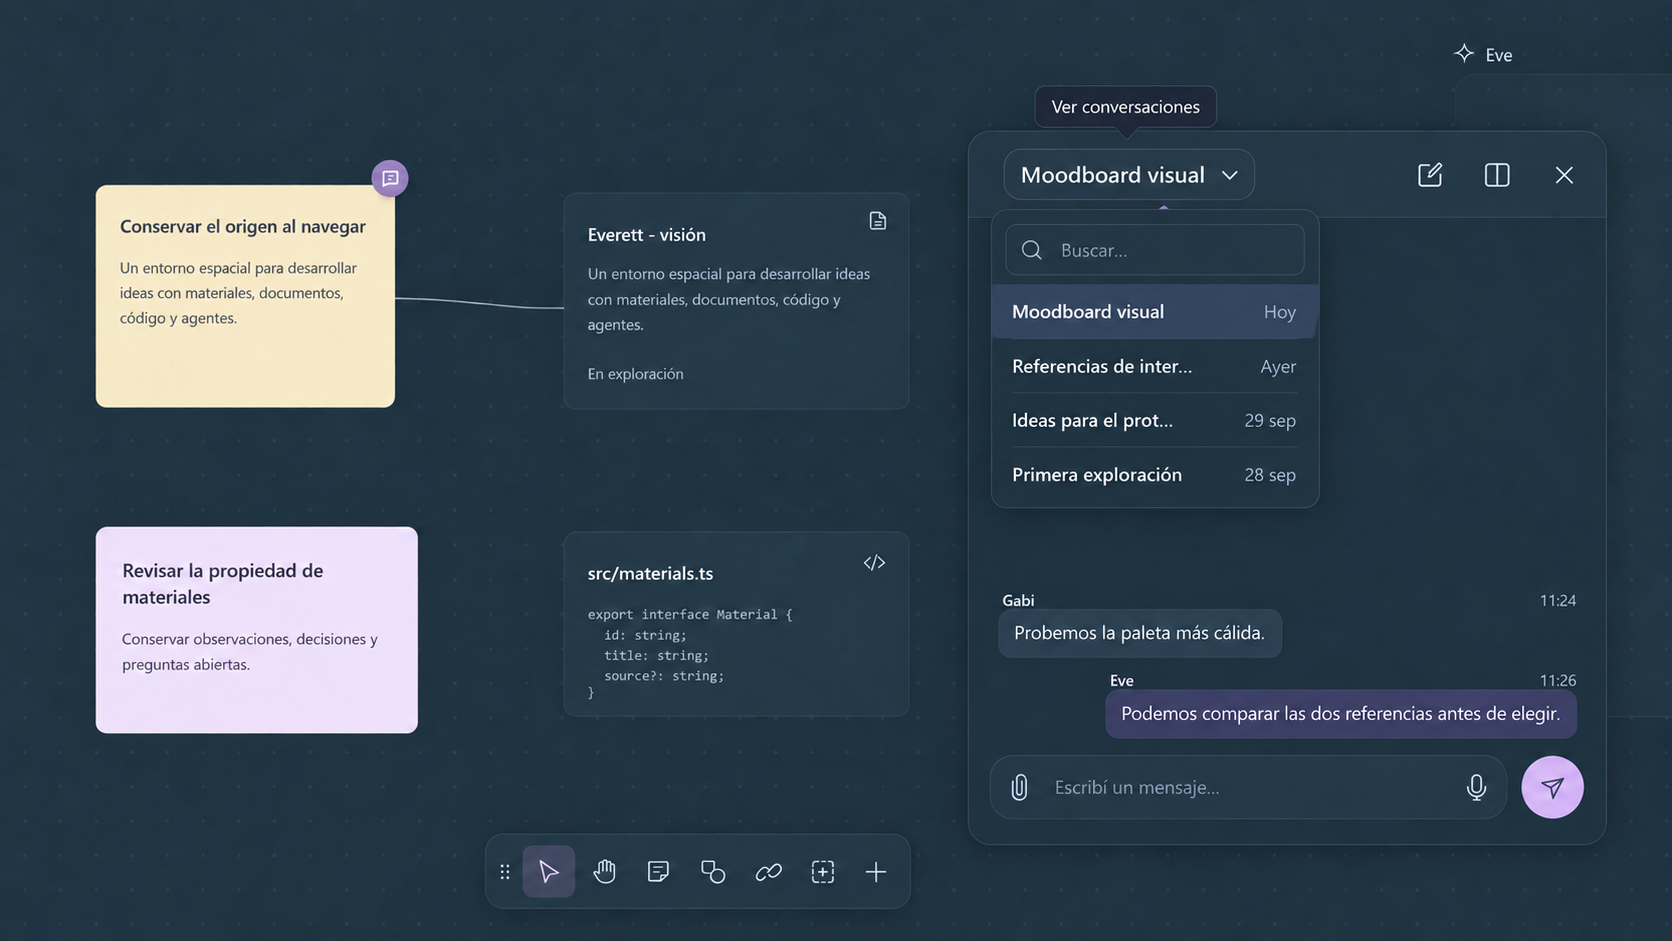 Eve
Ver conversaciones
Moodboard visual
Buscar...
Moodboard visual Hoy
Referencias de inter... Ayer
Ideas para el prot... 29 sep
Primera exploración 28 sep
Conservar el origen al navegar
Un entorno espacial para desarrollar
ideas con materiales, documentos,
código y agentes.
Everett - visión
Un entorno espacial para desarrollar ideas
con materiales, documentos, código y
agentes.
En exploración
Revisar la propiedad de
materiales
Conservar observaciones, decisiones y
preguntas abiertas.
src/materials.ts
</>
export interface Material {
id: string;
title: string;
source?: string;
}
Gabi 11:24
Probemos la paleta más cálida.
Eve 11:26
Podemos comparar las dos referencias antes de elegir.
Escribí un mensaje...